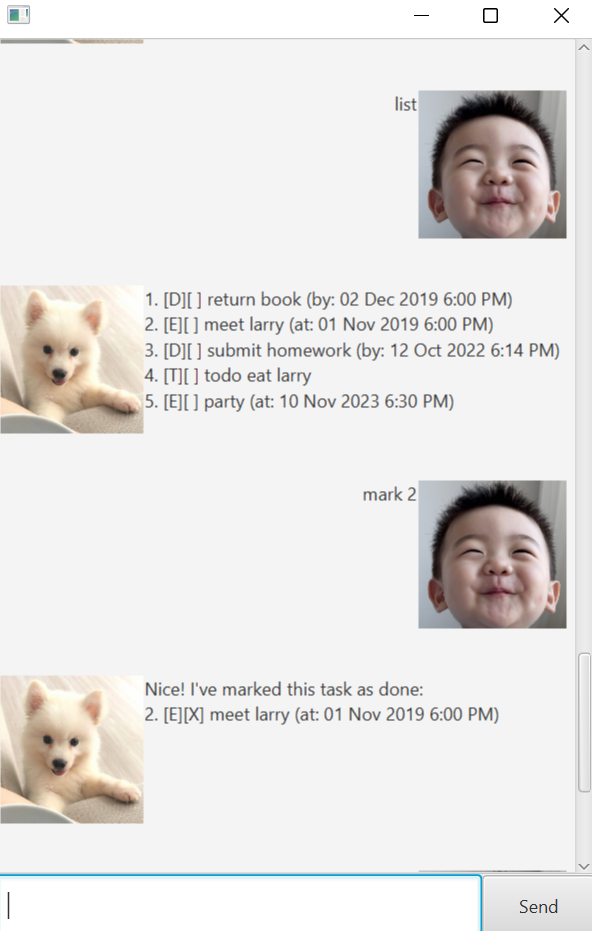 list
1. [D][ ] return book (by: 02 Dec 2019 6:00 PM)
2. [E][ ] meet larry (at: 01 Nov 2019 6:00 PM)
3. [D][ ] submit homework (by: 12 Oct 2022 6:14 PM)
4. [T][ ] todo eat larry
5. [E][ ] party (at: 10 Nov 2023 6:30 PM)
mark 2
Nice! I've marked this task as done:
2. [E][X] meet larry (at: 01 Nov 2019 6:00 PM)
Send